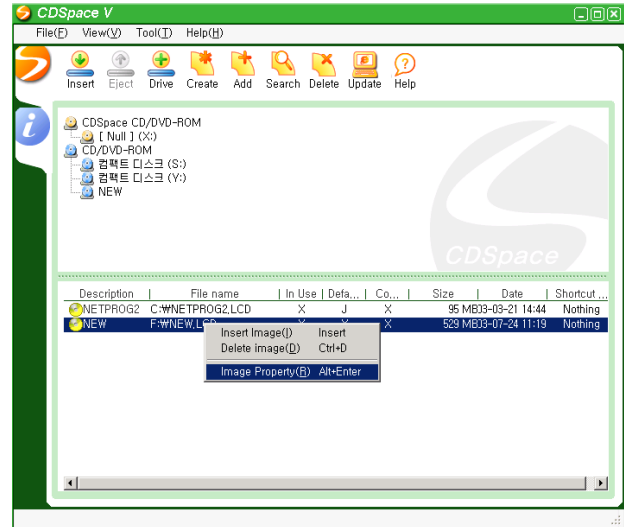 CDSpace V
File(F) View(V) Tool(T) Help(H)
Insert Eject Drive Create Add Search Delete Update Help
CDSpace CD/DVD-ROM
[ Null ] (X:)
CD/DVD-ROM
컴팩트 디스크 (S:)
컴팩트 디스크 (Y:)
NEW
CDSpace
Description File name In Use Defa... Co... Size Date Shortcut ...
NETPROG2 C:₩NETPROG2,LCD X J X 95 MB 03-03-21 14:44 Nothing
NEW F:₩NEW,LCD X X 529 MB 03-07-24 11:19 Nothing
Insert Image(I) Insert
Delete image(D) Ctrl+D
Image Property(R) Alt+Enter